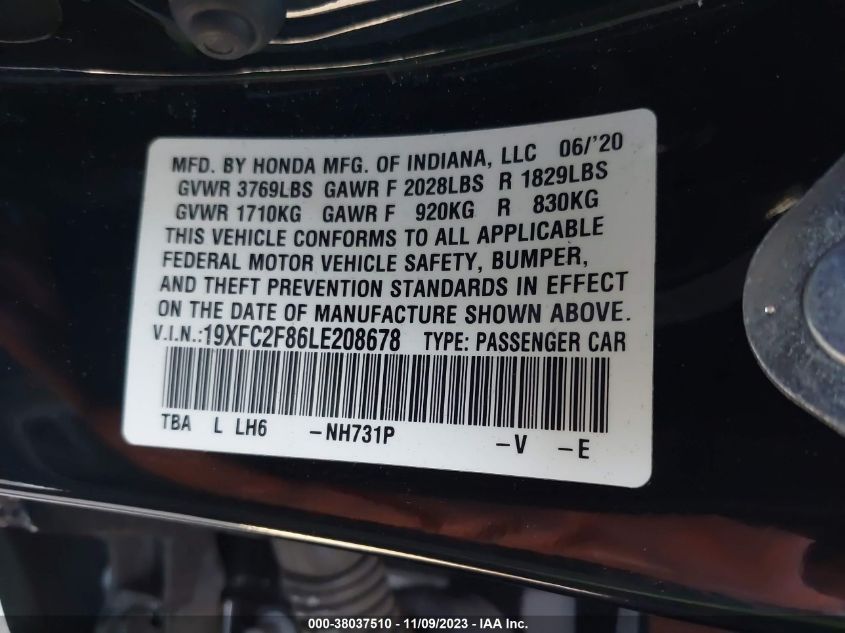 MFD. BY HONDA MFG. OF INDIANA, LLC 06/'20
GVWR 3769LBS GAWR F 2028LBS R 1829LBS
GVWR 1710KG GAWR F 920KG R 830KG
THIS VEHICLE CONFORMS TO ALL APPLICABLE
FEDERAL MOTOR VEHICLE SAFETY, BUMPER,
AND THEFT PREVENTION STANDARDS IN EFFECT
ON THE DATE OF MANUFACTURE SHOWN ABOVE.
V.I.N.:19XFC2F86LE208678 TYPE: PASSENGER CAR
TBA L LH6 -NH731P -V -E
000-38037510 - 11/09/2023 - © IAA, Inc.